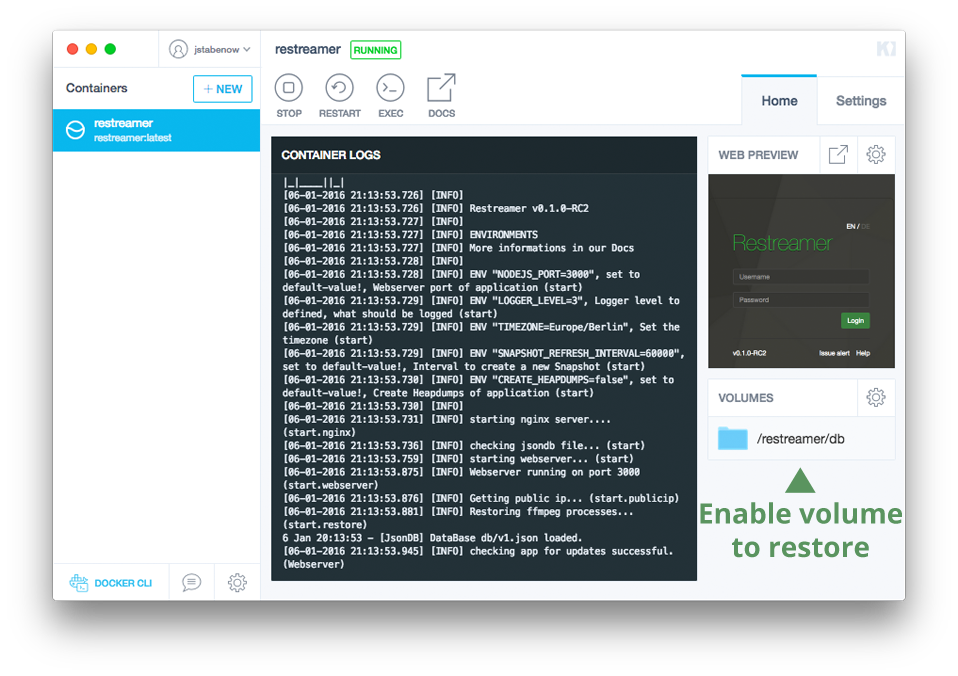 jstabenow
restreamer RUNNING
Containers
+ NEW
restreamer
restreamer:latest
STOP RESTART EXEC DOCS
Home Settings
CONTAINER LOGS
|_|____||_|
[06-01-2016 21:13:53.726] [INFO]
[06-01-2016 21:13:53.726] [INFO] Restreamer v0.1.0-RC2
[06-01-2016 21:13:53.727] [INFO]
[06-01-2016 21:13:53.727] [INFO] ENVIRONMENTS
[06-01-2016 21:13:53.727] [INFO] More informations in our Docs
[06-01-2016 21:13:53.728] [INFO]
[06-01-2016 21:13:53.728] [INFO] ENV "NODEJS_PORT=3000", set to
default-value!, Webserver port of application (start)
[06-01-2016 21:13:53.729] [INFO] ENV "LOGGER_LEVEL=3", Logger level to
defined, what should be logged (start)
[06-01-2016 21:13:53.729] [INFO] ENV "TIMEZONE=Europe/Berlin", Set the
timezone (start)
[06-01-2016 21:13:53.729] [INFO] ENV "SNAPSHOT_REFRESH_INTERVAL=60000",
set to default-value!, Interval to create a new Snapshot (start)
[06-01-2016 21:13:53.730] [INFO] ENV "CREATE_HEAPDUMPS=false", set to
default-value!, Create Heapdumps of application (start)
[06-01-2016 21:13:53.730] [INFO]
[06-01-2016 21:13:53.731] [INFO] starting nginx server....
(start.nginx)
[06-01-2016 21:13:53.736] [INFO] checking jsondb file... (start)
[06-01-2016 21:13:53.759] [INFO] starting webserver... (start)
[06-01-2016 21:13:53.875] [INFO] Webserver running on port 3000
(start.webserver)
[06-01-2016 21:13:53.876] [INFO] Getting public ip... (start.publicip)
[06-01-2016 21:13:53.881] [INFO] Restoring ffmpeg processes...
(start.restore)
6 Jan 20:13:53 - [JsonDB] DataBase db/v1.json loaded.
[06-01-2016 21:13:53.945] [INFO] checking app for updates successful.
(Webserver)
WEB PREVIEW
EN / DE
Restreamer
Username
Password
Login
v0.1.0-RC2 Issue alert Help
VOLUMES
/restreamer/db
Enable volume
to restore
DOCKER CLI